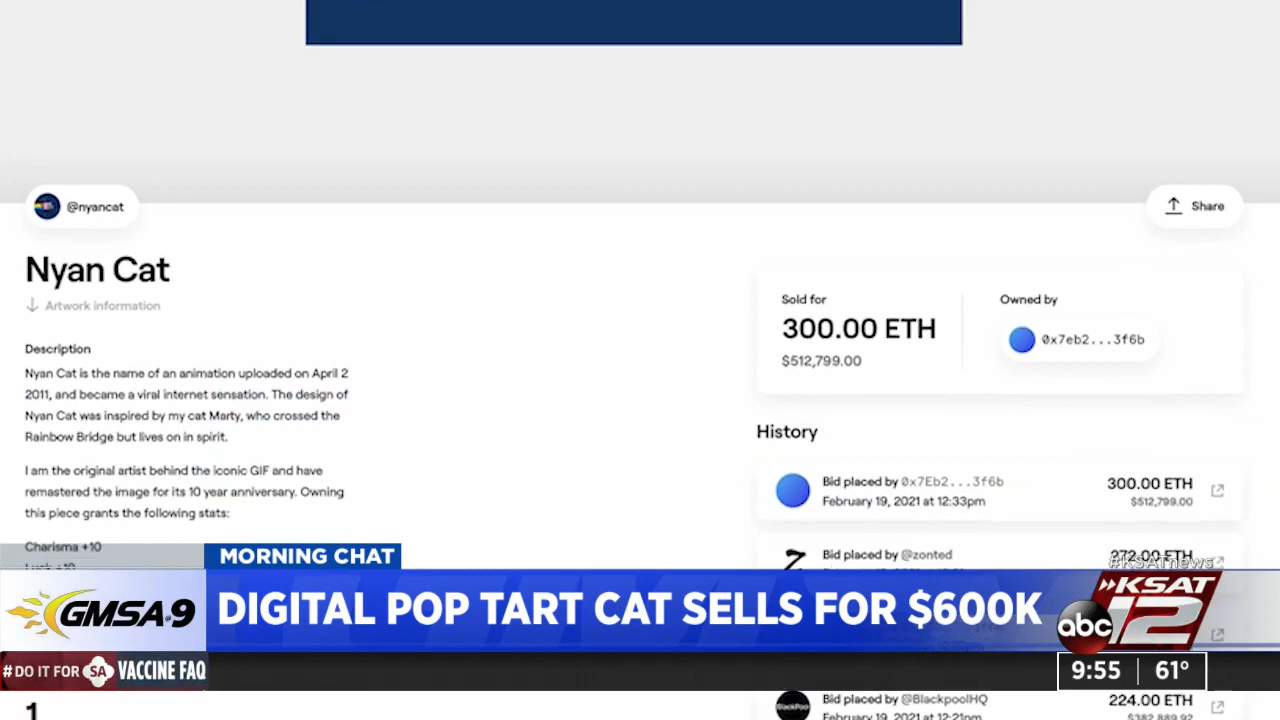 @nyancat
Share
Nyan Cat
Artwork information
Description
Nyan Cat is the name of an animation uploaded on April 2
2011, and became a viral internet sensation. The design of
Nyan Cat was inspired by my cat Marty, who crossed the
Rainbow Bridge but lives on in spirit.
I am the original artist behind the iconic GIF and have
remastered the image for its 10 year anniversary. Owning
this piece grants the following stats:
Charisma +10
Sold for
300.00 ETH
$512,799.00
Owned by
0x7eb2...3f6b
History
Bid placed by 0x7Eb2...3f6b
300.00 ETH
February 19, 2021 at 12:33pm
$512,799.00
Bid placed by @zonted
272.00 ETH
#KSATnews
MORNING CHAT
GMSA@9
DIGITAL POP TART CAT SELLS FOR $600K
KSAT
abc 12
#DO IT FOR SA VACCINE FAQ
9:55 61°
1
Bid placed by @BlackpoolHQ
224.00 ETH
February 19, 2021 at 12:21pm
$382,889.92